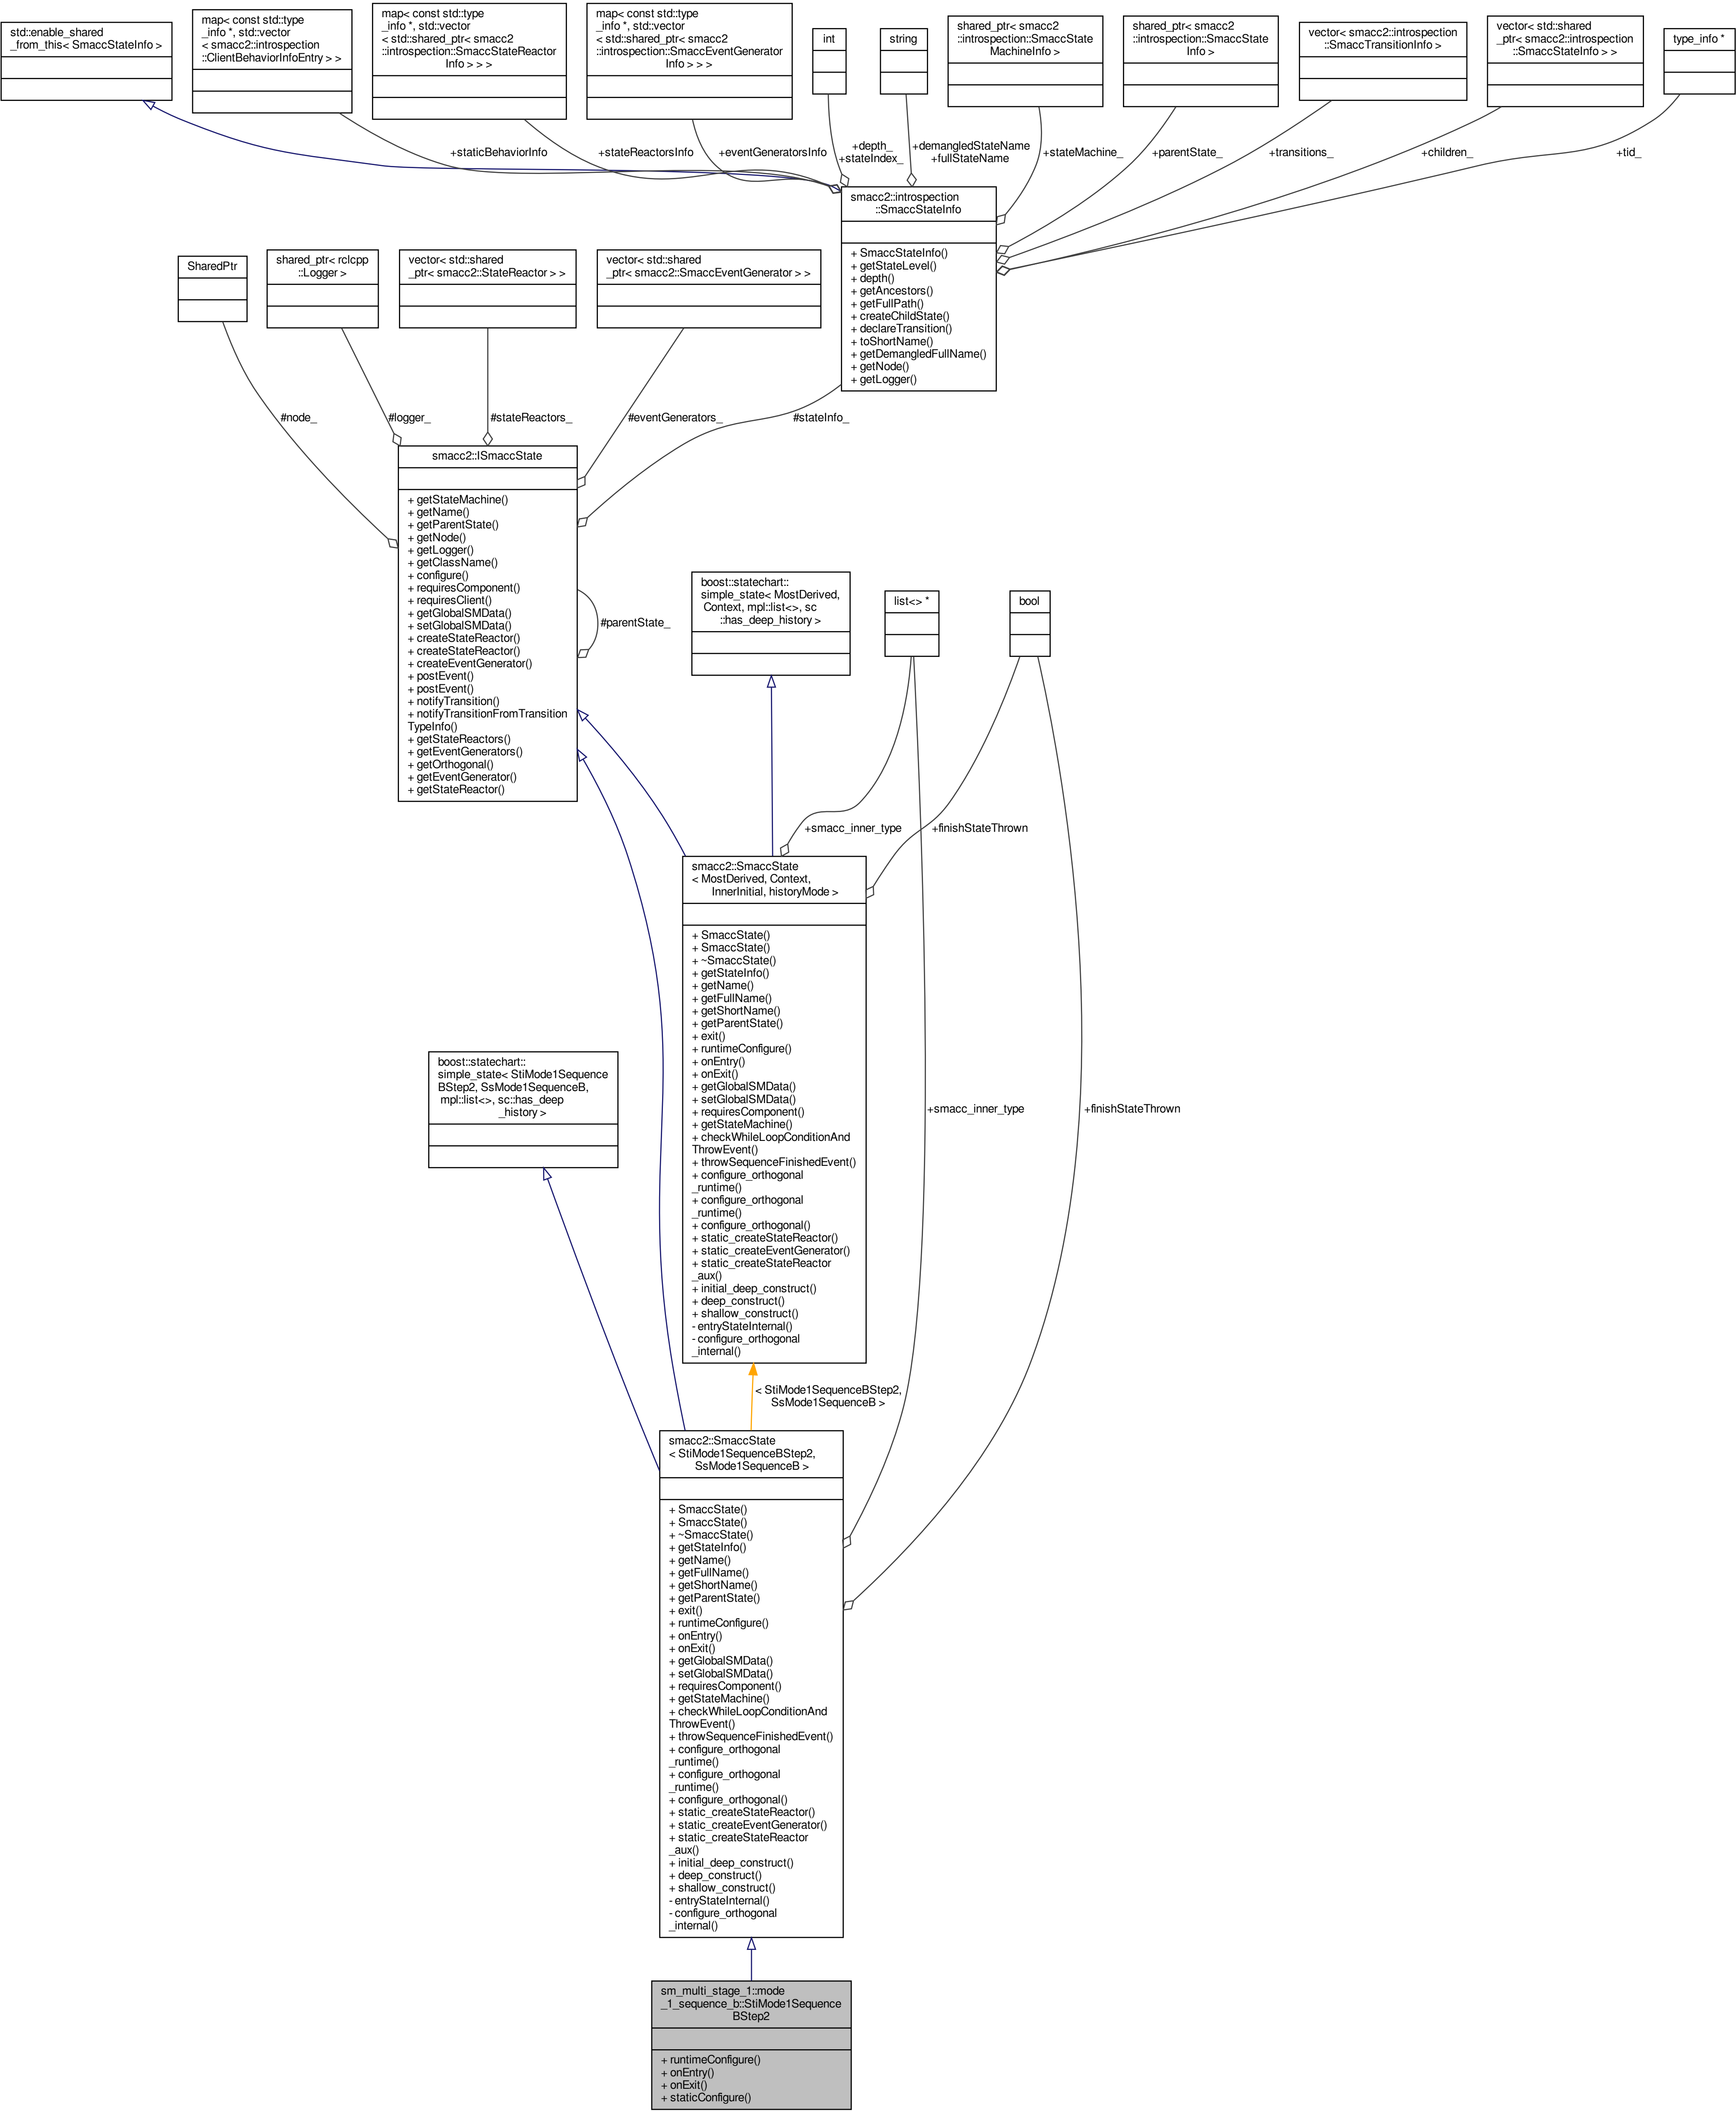 std::enable_shared
_from_this< SmaccStateInfo >
map< const std::type
_info *, std::vector
< smacc2::introspection
::ClientBehaviorInfoEntry > >
map< const std::type
_info *, std::vector
< std::shared_ptr< smacc2
::introspection::SmaccStateReactor
Info > > >
map< const std::type
_info *, std::vector
< std::shared_ptr< smacc2
::introspection::SmaccEventGenerator
Info > > >
int
string
shared_ptr< smacc2
::introspection::SmaccState
MachineInfo >
shared_ptr< smacc2
::introspection::SmaccState
Info >
vector< smacc2::introspection
::SmaccTransitionInfo >
vector< std::shared
_ptr< smacc2::introspection
::SmaccStateInfo > >
type_info *
+staticBehaviorInfo
+stateReactorsInfo
+eventGeneratorsInfo
+depth_
+stateIndex_
+demangledStateName
+fullStateName
+stateMachine_
+parentState_
+transitions_
+children_
+tid_
smacc2::introspection
::SmaccStateInfo
+ SmaccStateInfo()
+ getStateLevel()
+ depth()
+ getAncestors()
+ getFullPath()
+ createChildState()
+ declareTransition()
+ toShortName()
+ getDemangledFullName()
+ getNode()
+ getLogger()
SharedPtr
shared_ptr< rclcpp
::Logger >
vector< std::shared
_ptr< smacc2::StateReactor > >
vector< std::shared
_ptr< smacc2::SmaccEventGenerator > >
#node_
#logger_
#stateReactors_
#eventGenerators_
#stateInfo_
smacc2::ISmaccState
+ getStateMachine()
+ getName()
+ getParentState()
+ getNode()
+ getLogger()
+ getClassName()
+ configure()
+ requiresComponent()
+ requiresClient()
+ getGlobalSMData()
+ setGlobalSMData()
+ createStateReactor()
+ createStateReactor()
+ createEventGenerator()
+ postEvent()
+ postEvent()
+ notifyTransition()
+ notifyTransitionFromTransition
TypeInfo()
+ getStateReactors()
+ getEventGenerators()
+ getOrthogonal()
+ getEventGenerator()
+ getStateReactor()
#parentState_
boost::statechart::
simple_state< MostDerived,
Context, mpl::list<>, sc
::has_deep_history >
list<> *
bool
+smacc_inner_type
+finishStateThrown
smacc2::SmaccState
< MostDerived, Context,
InnerInitial, historyMode >
+ SmaccState()
+ SmaccState()
+ ~SmaccState()
+ getStateInfo()
+ getName()
+ getFullName()
+ getShortName()
+ getParentState()
+ exit()
+ runtimeConfigure()
+ onEntry()
+ onExit()
+ getGlobalSMData()
+ setGlobalSMData()
+ requiresComponent()
+ getStateMachine()
+ checkWhileLoopConditionAnd
ThrowEvent()
+ throwSequenceFinishedEvent()
+ configure_orthogonal
_runtime()
+ configure_orthogonal
_runtime()
+ configure_orthogonal()
+ static_createStateReactor()
+ static_createEventGenerator()
+ static_createStateReactor
_aux()
+ initial_deep_construct()
+ deep_construct()
+ shallow_construct()
- entryStateInternal()
- configure_orthogonal
_internal()
boost::statechart::
simple_state< StiMode1Sequence
BStep2, SsMode1SequenceB,
mpl::list<>, sc::has_deep
_history >
+smacc_inner_type
+finishStateThrown
< StiMode1SequenceBStep2,
SsMode1SequenceB >
smacc2::SmaccState
< StiMode1SequenceBStep2,
SsMode1SequenceB >
+ SmaccState()
+ SmaccState()
+ ~SmaccState()
+ getStateInfo()
+ getName()
+ getFullName()
+ getShortName()
+ getParentState()
+ exit()
+ runtimeConfigure()
+ onEntry()
+ onExit()
+ getGlobalSMData()
+ setGlobalSMData()
+ requiresComponent()
+ getStateMachine()
+ checkWhileLoopConditionAnd
ThrowEvent()
+ throwSequenceFinishedEvent()
+ configure_orthogonal
_runtime()
+ configure_orthogonal
_runtime()
+ configure_orthogonal()
+ static_createStateReactor()
+ static_createEventGenerator()
+ static_createStateReactor
_aux()
+ initial_deep_construct()
+ deep_construct()
+ shallow_construct()
- entryStateInternal()
- configure_orthogonal
_internal()
sm_multi_stage_1::mode
_1_sequence_b::StiMode1Sequence
BStep2
+ runtimeConfigure()
+ onEntry()
+ onExit()
+ staticConfigure()